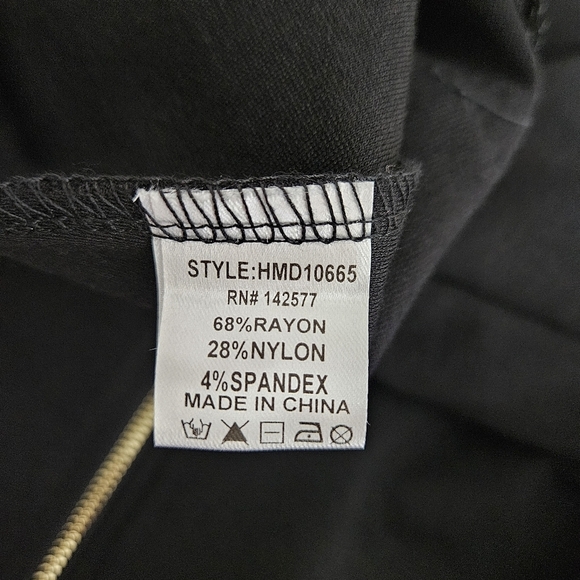 STYLE:HMD10665
RN# 142577
68%RAYON
28%NYLON
4%SPANDEX
MADE IN CHINA